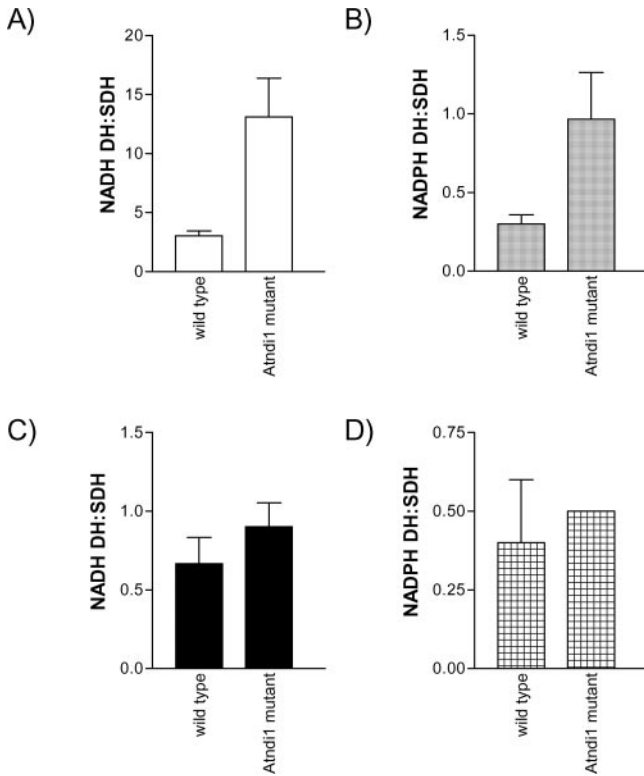 A)
NADH DH:SDH
20
15
10
5
0
wild type
Atndi1 mutant
B)
NADPH DH:SDH
1.5
1.0
0.5
0.0
wild type
Atndi1 mutant
C)
NADH DH:SDH
1.5
1.0
0.5
0.0
wild type
Atndi1 mutant
D)
NADPH DH:SDH
0.75
0.50
0.25
0.00
wild type
Atndi1 mutant